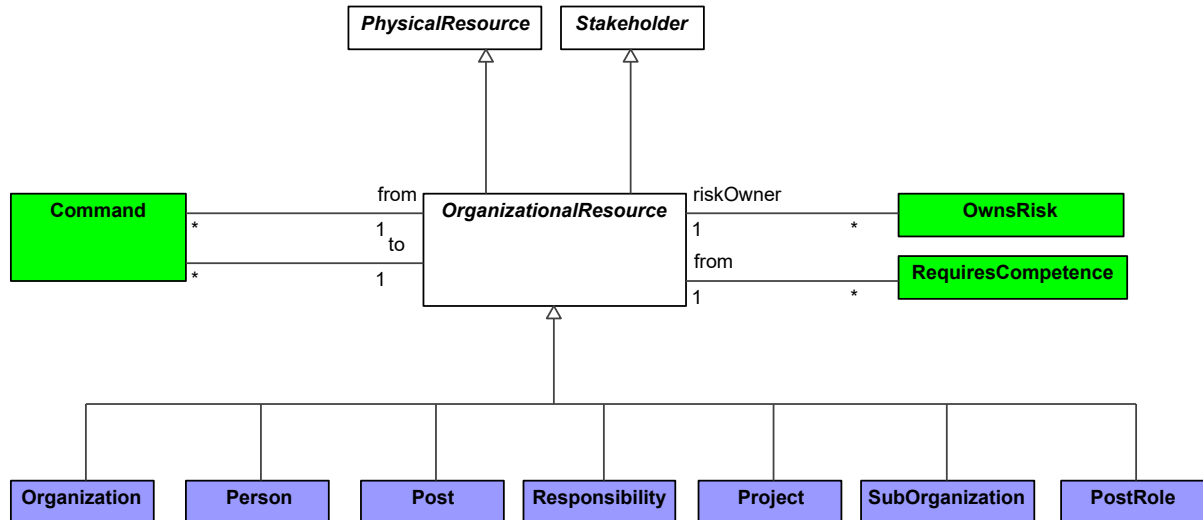 PhysicalResource
Stakeholder
Command
from
OrganizationalResource
riskOwner
OwnsRisk
*
1
1
*
to
from
RequiresCompetence
*
1
1
*
Organization
Person
Post
Responsibility
Project
SubOrganization
PostRole